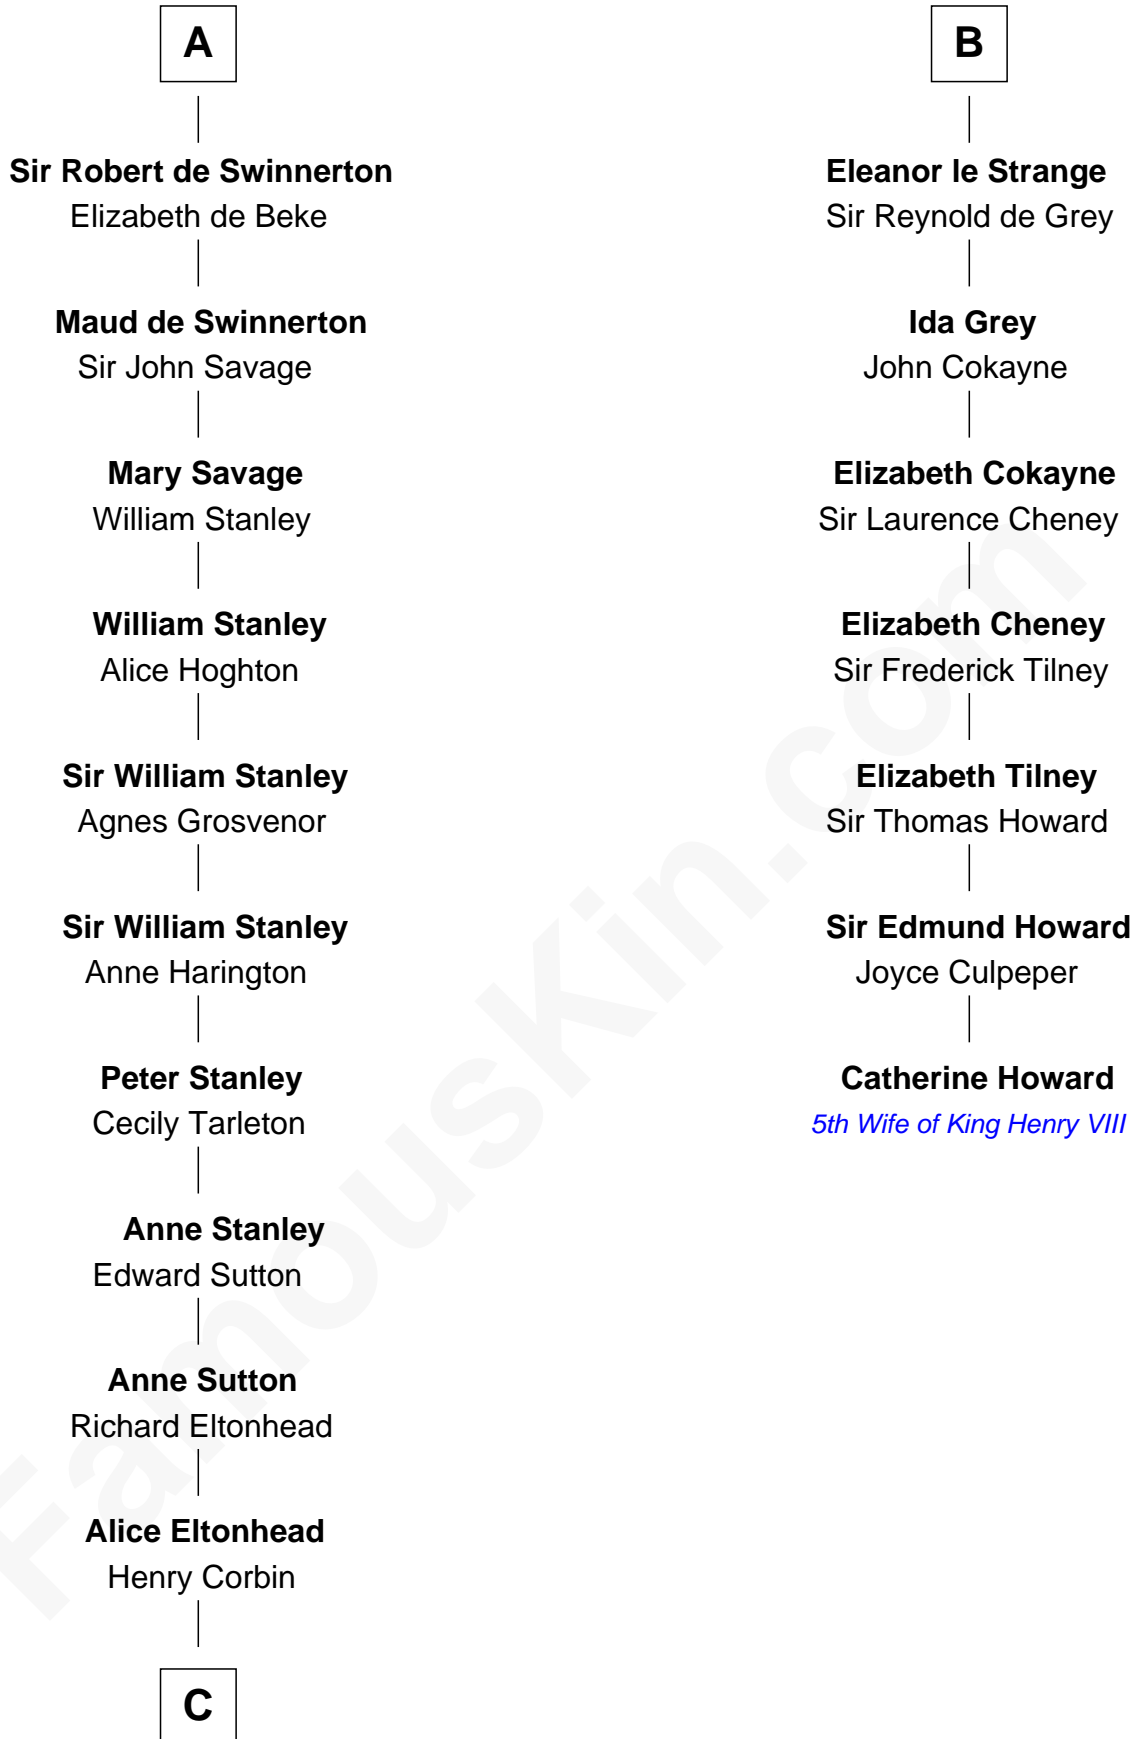 A
Sir Robert de Swinnerton
Elizabeth de Beke
Maud de Swinnerton
Sir John Savage
Mary Savage
William Stanley
William Stanley
Alice Hoghton
Sir William Stanley
Agnes Grosvenor
Sir William Stanley
Anne Harington
Peter Stanley
Cecily Tarleton
Anne Stanley
Edward Sutton
Anne Sutton
Richard Eltonhead
Alice Eltonhead
Henry Corbin
C
B
Eleanor le Strange
Sir Reynold de Grey
Ida Grey
John Cokayne
Elizabeth Cokayne
Sir Laurence Cheney
Elizabeth Cheney
Sir Frederick Tilney
Elizabeth Tilney
Sir Thomas Howard
Sir Edmund Howard
Joyce Culpeper
Catherine Howard
5th Wife of King Henry VIII
FamousKin.com